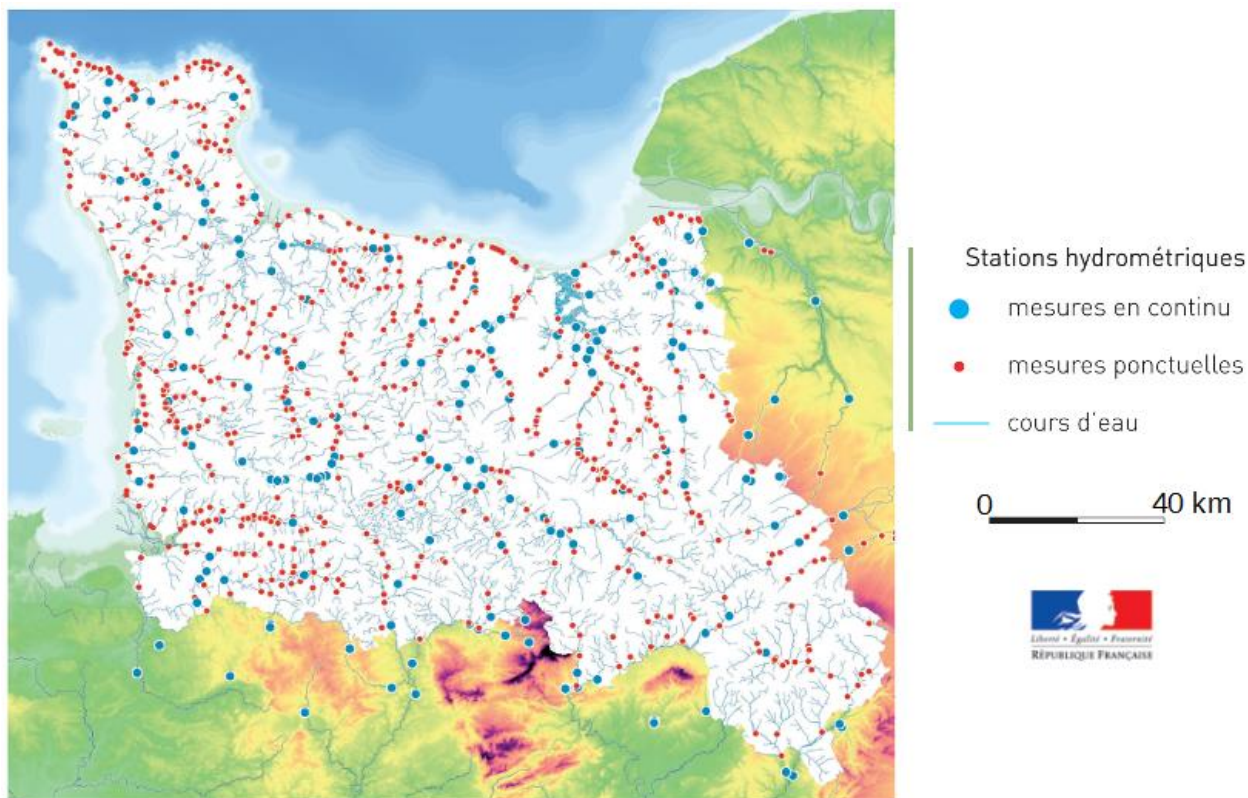 Stations hydrométriques
mesures en continu
mesures ponctuelles
cours d'eau
0 40 km
Liberté • Égalité • Fraternité
RÉPUBLIQUE FRANÇAISE